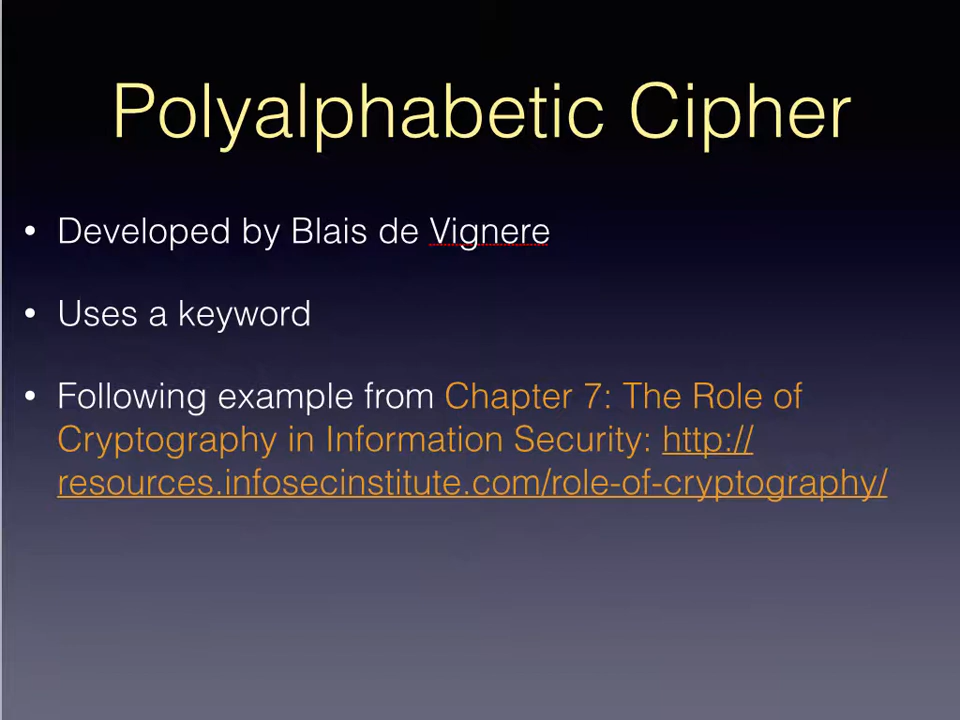 Polyalphabetic Cipher
• Developed by Blais de Vignere
• Uses a keyword
• Following example from Chapter 7: The Role of
Cryptography in Information Security: http://
resources.infosecinstitute.com/role-of-cryptography/